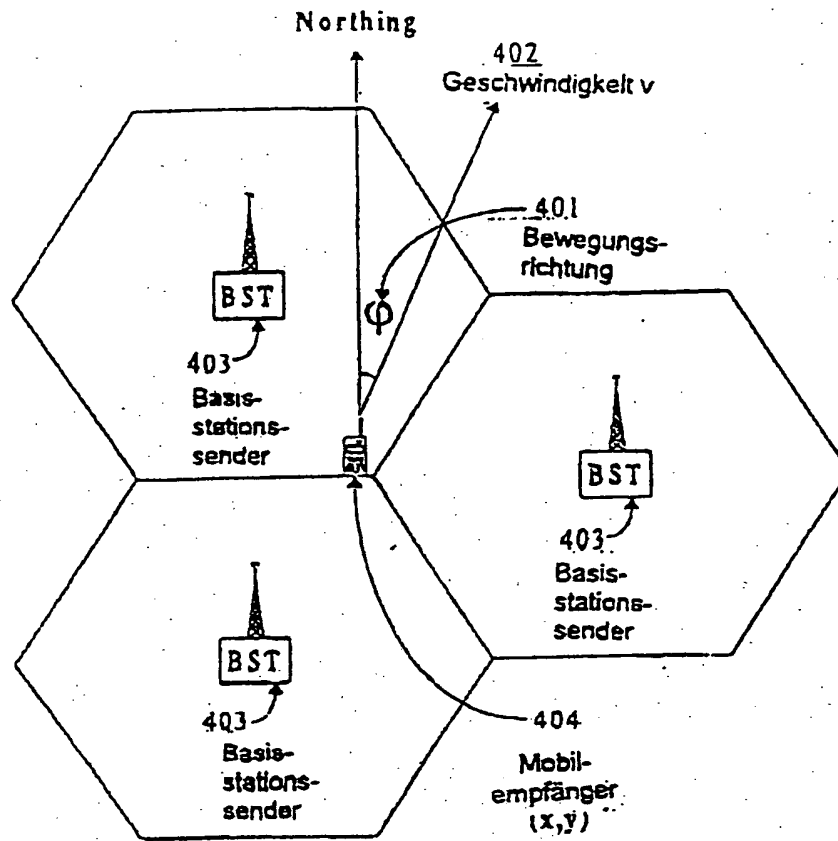 Northing
402
Geschwindigkeit v
401
Bewegungs-
richtung
φ
BST
403
Basis-
stations-
sender
BST
403
Basis-
stations-
sender
BST
403
Basis-
stations-
sender
404
Mobil-
empfänger
(x,y)